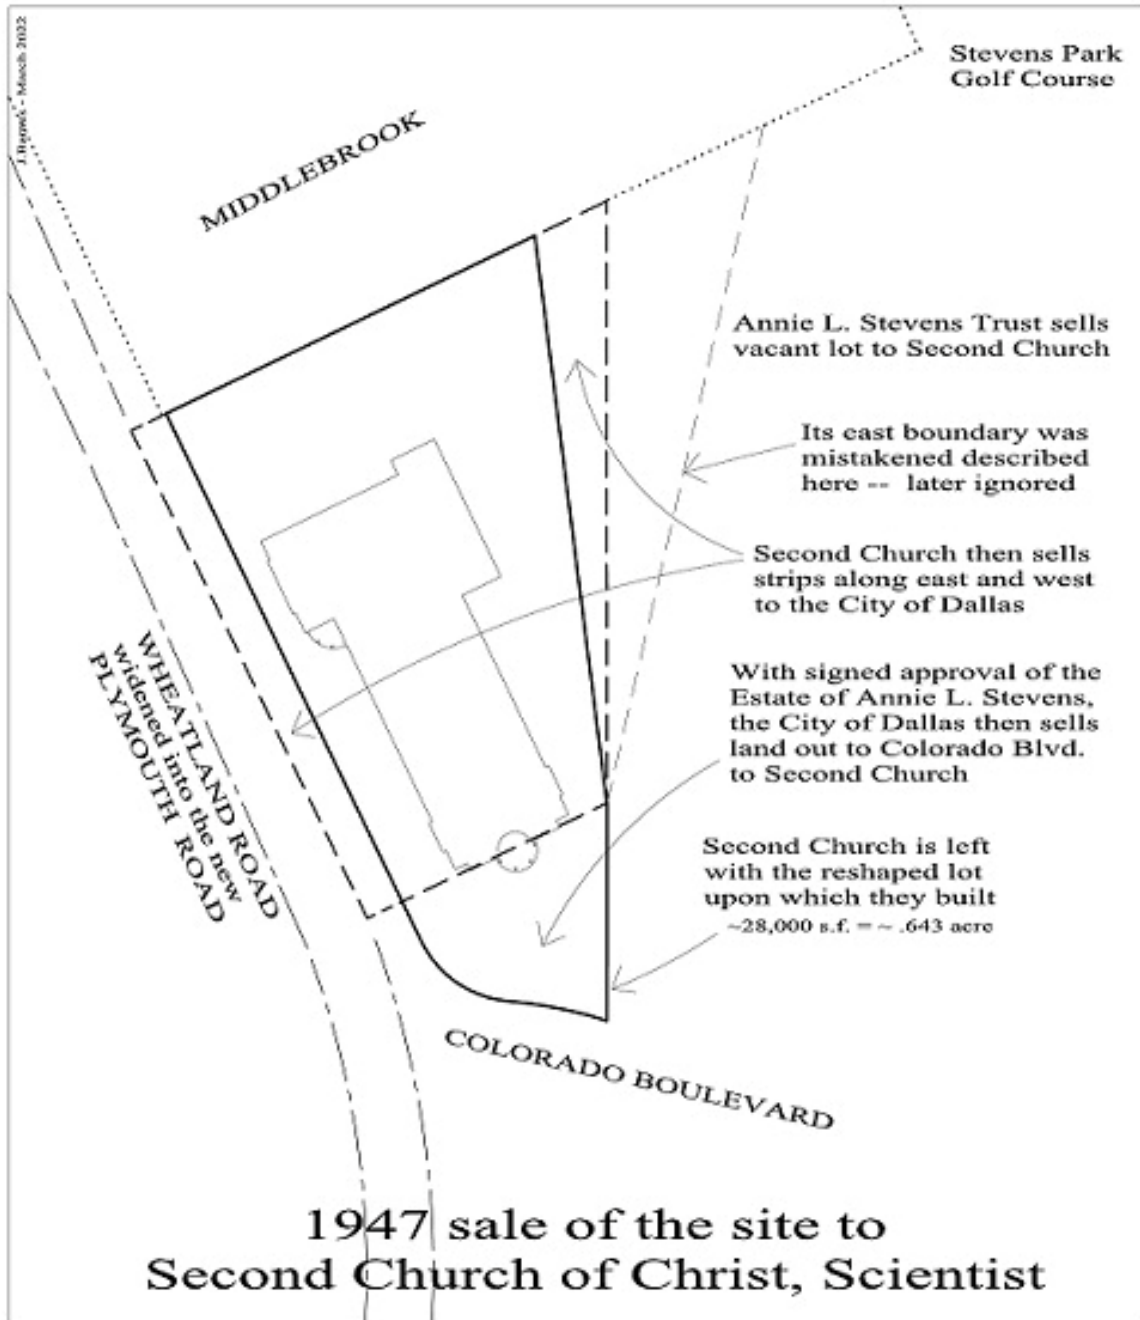 J.Barnes - March 2022
Stevens Park
Golf Course
MIDDLEBROOK
Annie L. Stevens Trust sells
vacant lot to Second Church
Its east boundary was
mistakened described
here -- later ignored
Second Church then sells
strips along east and west
to the City of Dallas
WHEATLAND ROAD
widened into the new
PLYMOUTH ROAD
With signed approval of the
Estate of Annie L. Stevens,
the City of Dallas then sells
land out to Colorado Blvd.
to Second Church
Second Church is left
with the reshaped lot
upon which they built
~28,000 s.f. = ~ .643 acre
COLORADO BOULEVARD
1947 sale of the site to
Second Church of Christ, Scientist